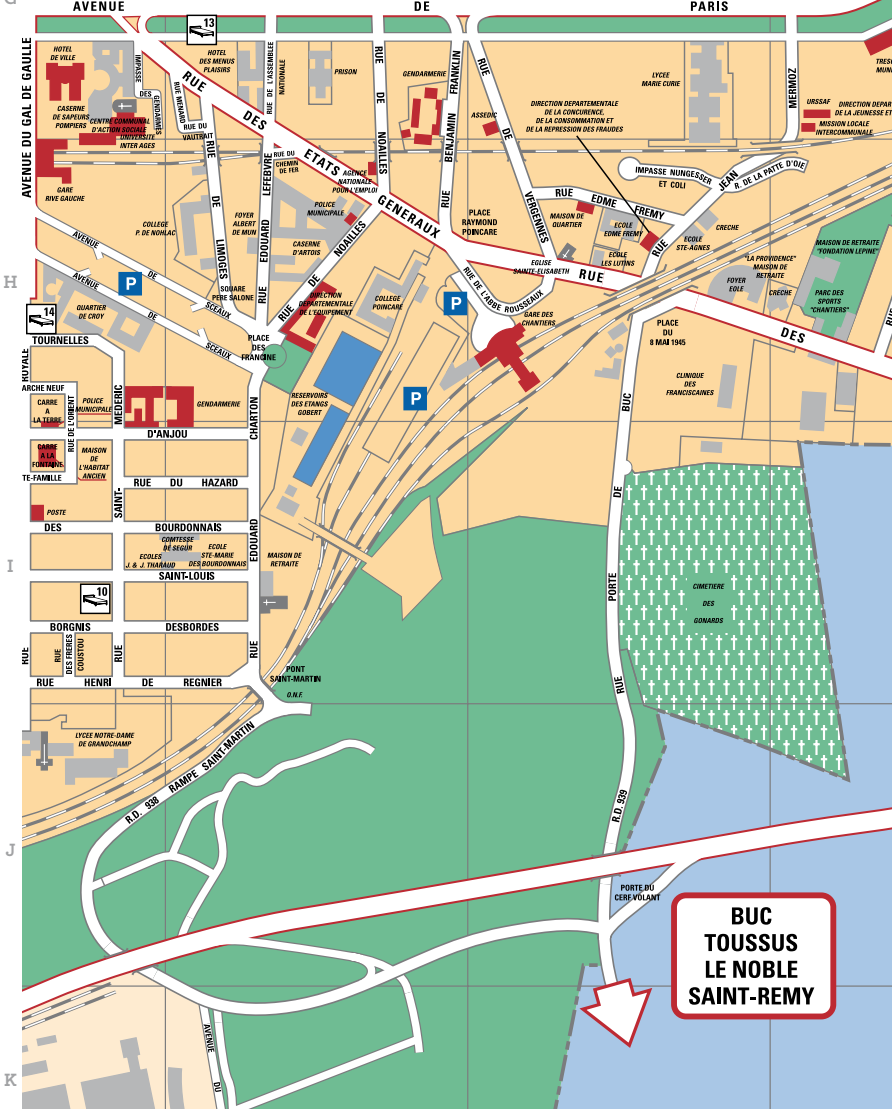 G
AVENUE
DE
PARIS
13
AVENUE DU GAL DE GAULLE
HOTEL
DE VILLE
IMPASSE
DES
GENDARMES
RUE MENARD
RUE DU
VAUTRAIT
HOTEL
DES MENUS
PLAISIRS
RUE DE L'ASSEMBLEE
NATIONALE
PRISON
RUE
DE
NOAILLES
GENDARMERIE
RUE
BENJAMIN
FRANKLIN
RUE
DE
VERGENNES
ASSEDIC
DIRECTION DEPARTEMENTALE
DE LA CONCURENCE,
DE LA CONSOMMATION ET
DE LA REPRESSION DES FRAUDES
LYCEE
MARIE CURIE
MERMOZ
JEAN
RUE
TRES
MUN
URSSAF
DIRECTION DEPAR
DE LA JEUNESSE ET
MISSION LOCALE
INTERCOMMUNALE
CASERNE
DE SAPEURS
POMPIERS
CENTRE COMMUNAL
D'ACTION SOCIALE
UNIVERSITE
INTER AGES
GARE
RIVE GAUCHE
RUE
DES
ETATS
GENERAUX
RUE
DES
RUE DU
CHEMIN
DE FER
AGENCE
NATIONALE
POUR L'EMPLOI
POLICE
MUNICIPALE
CASERNE
D'ARTOIS
RUE
DE
LIMOGES
RUE
EDOUARD
LEFEBVRE
FOYER
ALBERT
DE MUN
COLLEGE
P. DE NOHLAC
RUE
DE
NOAILLES
PLACE
RAYMOND
POINCARE
IMPASSE NUNGESSER
ET COLI
R. DE LA PATTE D'OIE
RUE
EDME
FREMY
MAISON DE
QUARTIER
ECOLE
EDME FREMY
ECOLE
LES LUTINS
CRECHE
ECOLE
STE-AGNES
EGLISE
SAINTE-ELISABETH
H
AVENUE
DE
SCEAUX
AVENUE
DE
SCEAUX
P
P
P
SQUARE
PERE SALONE
QUARTIER
DE CROY
DIRECTION
DEPARTEMENTALE
DE L'EQUIPEMENT
COLLEGE
POINCARE
RUE DE L'ABBE ROUSSEAUX
GARE DES
CHANTIERS
"LA PROVIDENCE"
MAISON DE
RETRAITE
FOYER
EOLE
CRECHE
MAISON DE RETRAITE
"FONDATION LEPINE"
PARC DES
SPORTS
"CHANTIERS"
RUE
14
TOURNELLES
PLACE
DES
FRANCINE
PLACE
DU
8 MAI 1945
ROYALE
ARCHE NEUF
CARRE
A
LA TERRE
RUE DE L'ORIENT
POLICE
MUNICIPALE
MEDERIC
GENDARMERIE
D'ANJOU
CHARTON
RESERVOIRS
DES ETANGS
GOBERT
CLINIQUE
DES
FRANCISCAINES
BUC
CARRE
A LA
FONTAINE
TE-FAMILLE
MAISON
DE
L'HABITAT
ANCIEN
RUE DU HAZARD
SAINT-
DE
POSTE
DES
BOURDONNAIS
COMTESSE
DE SEGUR
ECOLES
J. & J. THARAUD
ECOLE
STE-MARIE
DES BOURDONNAIS
EDOUARD
MAISON DE
RETRAITE
I
SAINT-LOUIS
10
PORTE
CIMETIERE
DES
GONARDS
BORGNIS
DESBORDES
RUE
RUE
DES FRERES
COUSTOU
RUE
RUE
RUE HENRI DE REGNIER
PONT
SAINT-MARTIN
O.N.F.
RUE
LYCEE NOTRE-DAME
DE GRANDCHAMP
R.D. 938 RAMPE SAINT-MARTIN
R.D. 939
J
PORTE DU
CERF VOLANT
BUC
TOUSSUS
LE NOBLE
SAINT-REMY
AVENUE
DU
K